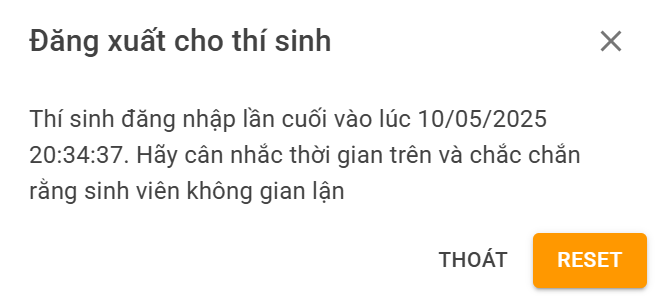 Đăng xuất cho thí sinh
Thí sinh đăng nhập lần cuối vào lúc 10/05/2025
20:34:37. Hãy cân nhắc thời gian trên và chắc chắn
rằng sinh viên không gian lận
THOÁT RESET